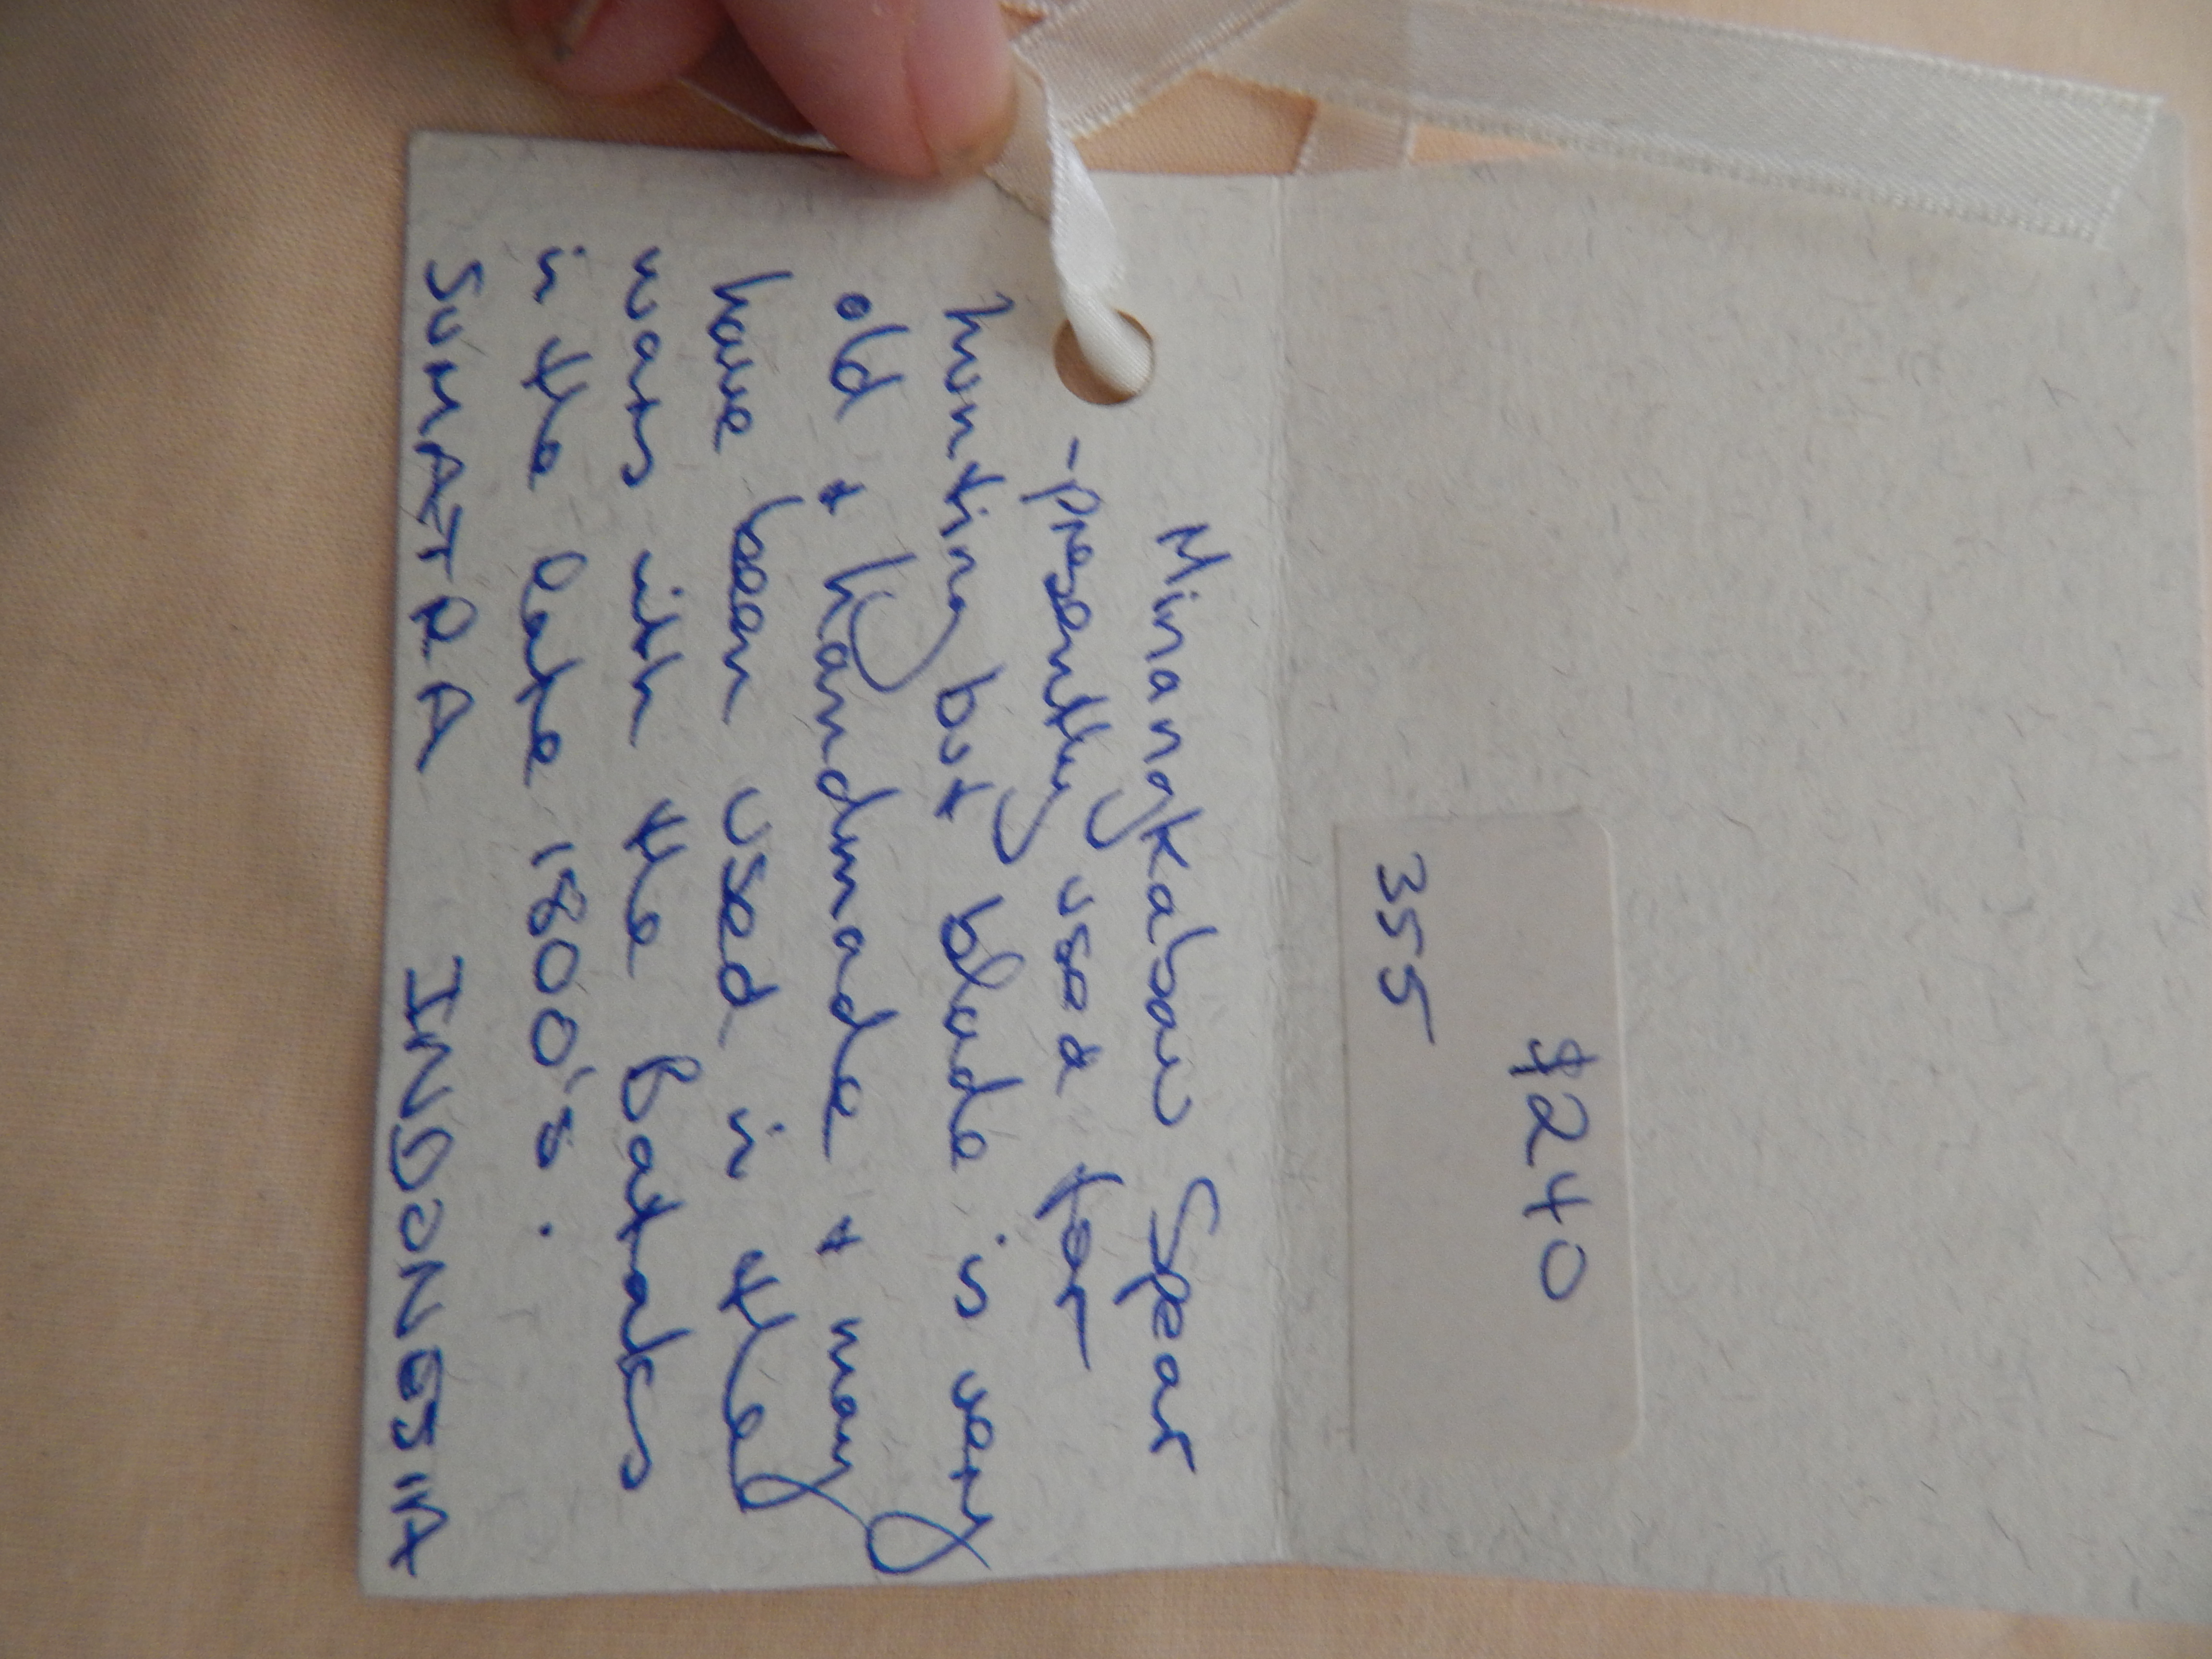 $240
355
Minangkabau Spear
- presently used for
hunting but blade is very
old + handmade + may
have been used in the
wars with the Bataks
in the late 1800's.
SUMATRA INDONESIA